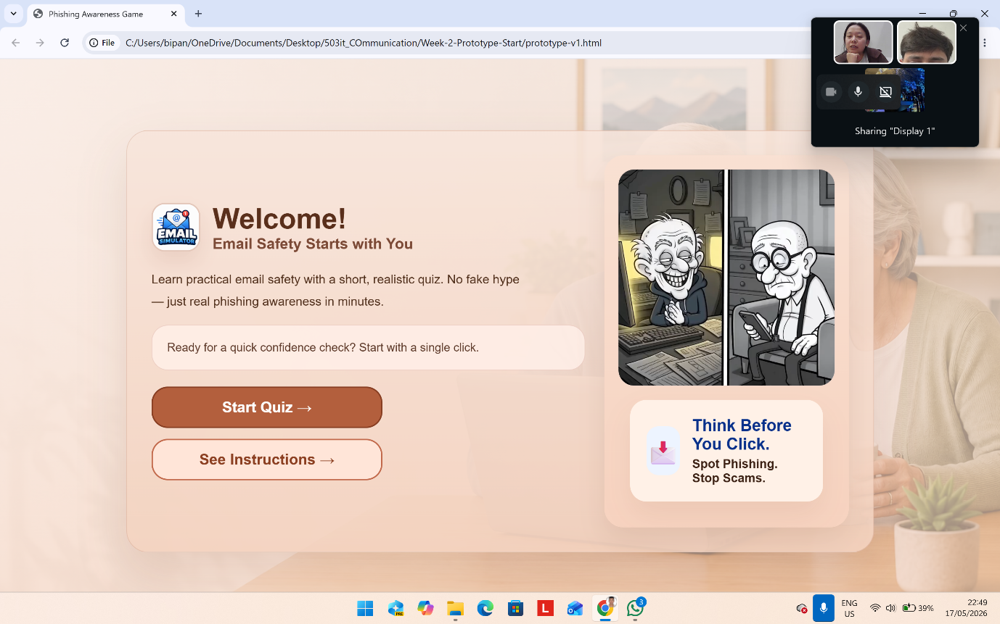 Phishing Awareness Game
File
C:/Users/bipan/OneDrive/Documents/Desktop/503it_COmmunication/Week-2-Prototype-Start/prototype-v1.html
Sharing "Display 1"
EMAIL
SIMULATOR
Welcome!
Email Safety Starts with You
Learn practical email safety with a short, realistic quiz. No fake hype
— just real phishing awareness in minutes.
Ready for a quick confidence check? Start with a single click.
Start Quiz →
See Instructions →
Think Before
You Click.
Spot Phishing.
Stop Scams.
PRE
L
3
ENG
US
39%
22:49
17/05/2026